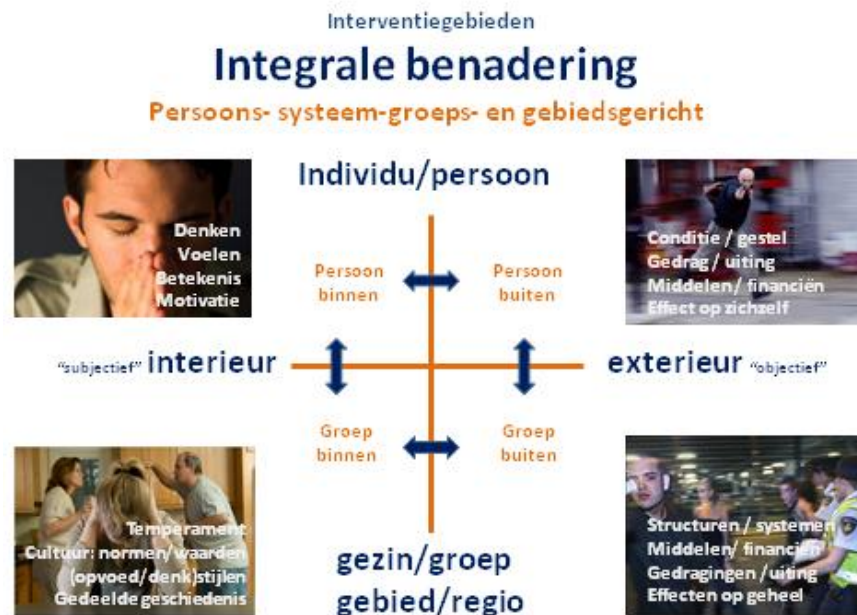 Interventiegebieden
Integrale benadering
Persoons- systeem-groeps- en gebiedsgericht
Individu/persoon
Denken
Voelen
Betekenis
Motivatie
Conditie / gestel
Gedrag / uiting
Middelen / financiën
Effect op zichzelf
Persoon
binnen
Persoon
buiten
"subjectief" interieur
exterieur "objectief"
Groep
binnen
Groep
buiten
Temperament
Cultuur: normen/waarden
(opvoed/denk)stijlen
Gedeelde geschiedenis
Structuren / systemen
Middelen/ financiën
Gedragingen /uiting
Effecten op geheel
gezin/groep
gebied/regio